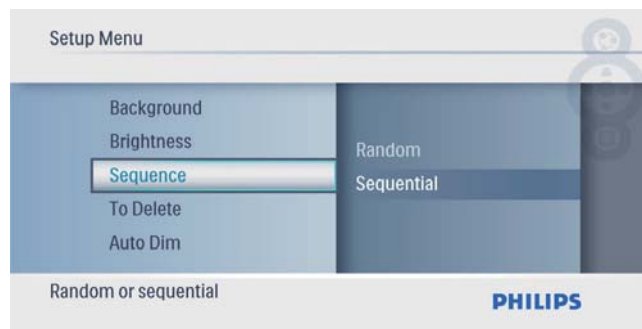 Setup Menu
Background
Brightness
Sequence
To Delete
Auto Dim
Random
Sequential
Random or sequential
PHILIPS